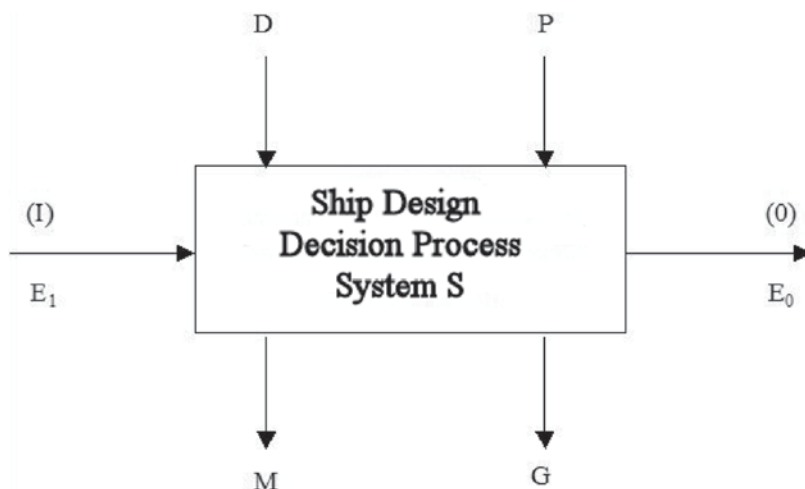 D P
(I) Ship Design (0)
Decision Process
System S
E₁ E₀
M G